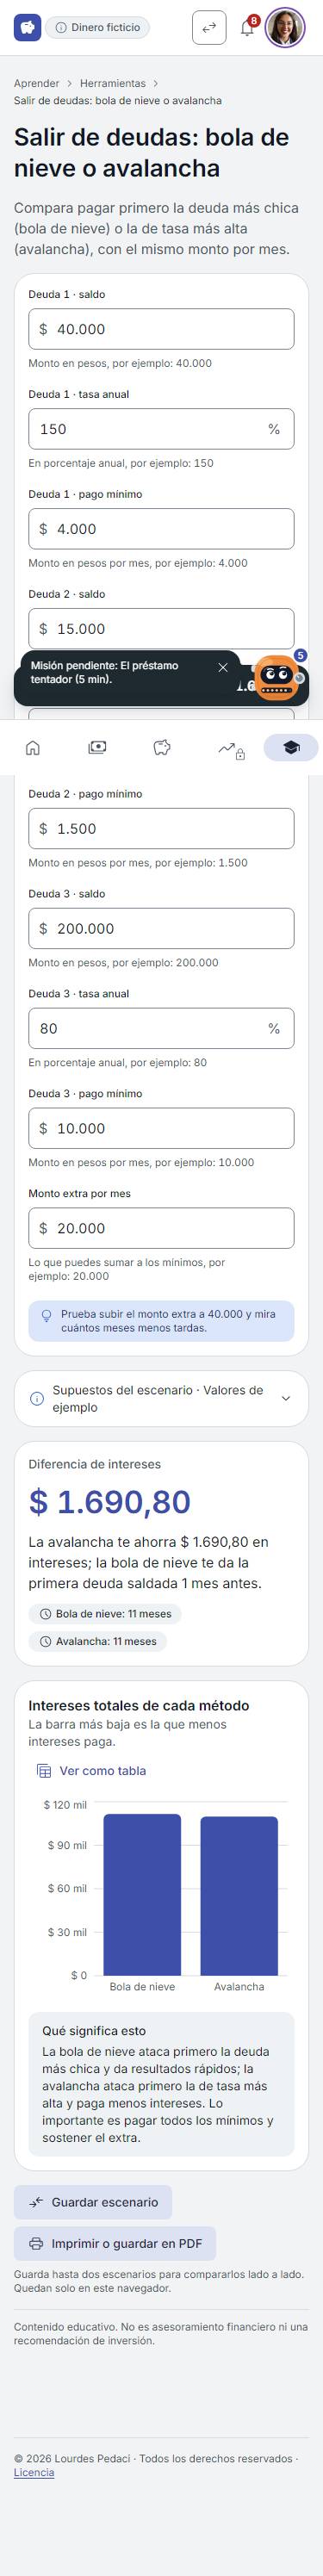 Dinero ficticio
8
Aprender
Herramientas
Salir de deudas: bola de nieve o avalancha
Salir de deudas: bola de
nieve o avalancha
Compara pagar primero la deuda más chica
(bola de nieve) o la de tasa más alta
(avalancha), con el mismo monto por mes.
Deuda 1 · saldo
$ 40.000
Monto en pesos, por ejemplo: 40.000
Deuda 1 · tasa anual
150 %
En porcentaje anual, por ejemplo: 150
Deuda 1 · pago mínimo
$ 4.000
Monto en pesos por mes, por ejemplo: 4.000
Deuda 2 · saldo
$ 15.000
Misión pendiente: El préstamo
tentador (5 min).
5
Deuda 2 · pago mínimo
$ 1.500
Monto en pesos por mes, por ejemplo: 1.500
Deuda 3 · saldo
$ 200.000
Monto en pesos, por ejemplo: 200.000
Deuda 3 · tasa anual
80 %
En porcentaje anual, por ejemplo: 80
Deuda 3 · pago mínimo
$ 10.000
Monto en pesos por mes, por ejemplo: 10.000
Monto extra por mes
$ 20.000
Lo que puedes sumar a los mínimos, por
ejemplo: 20.000
Prueba subir el monto extra a 40.000 y mira
cuántos meses menos tardas.
Supuestos del escenario · Valores de
ejemplo
Diferencia de intereses
$ 1.690,80
La avalancha te ahorra $ 1.690,80 en
intereses; la bola de nieve te da la
primera deuda saldada 1 mes antes.
Bola de nieve: 11 meses
Avalancha: 11 meses
Intereses totales de cada método
La barra más baja es la que menos
intereses paga.
Ver como tabla
$ 120 mil
$ 90 mil
$ 60 mil
$ 30 mil
$ 0
Bola de nieve
Avalancha
Qué significa esto
La bola de nieve ataca primero la deuda
más chica y da resultados rápidos; la
avalancha ataca primero la de tasa más
alta y paga menos intereses. Lo
importante es pagar todos los mínimos y
sostener el extra.
Guardar escenario
Imprimir o guardar en PDF
Guarda hasta dos escenarios para compararlos lado a lado.
Quedan solo en este navegador.
Contenido educativo. No es asesoramiento financiero ni una
recomendación de inversión.
© 2026 Lourdes Pedaci · Todos los derechos reservados ·
Licencia